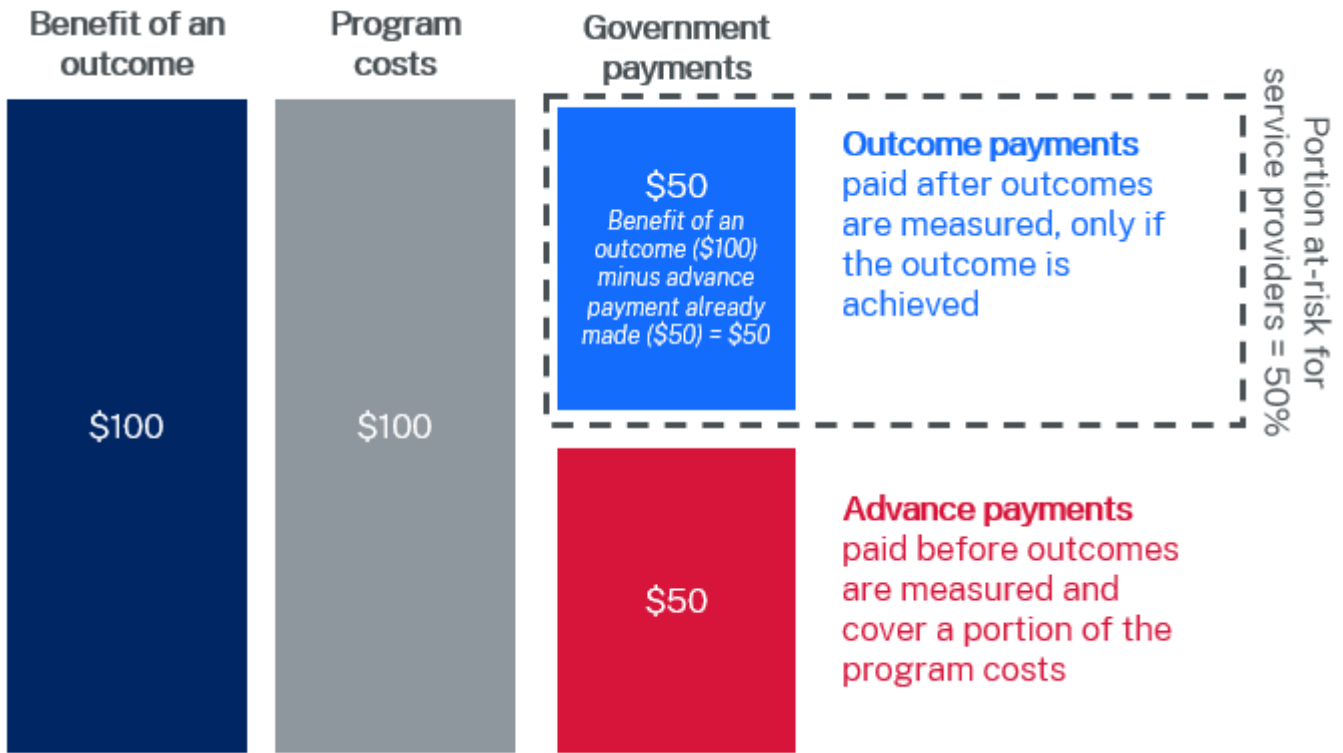 Benefit of an
outcome
Program
costs
Government
payments
$100
$100
$50
Benefit of an
outcome ($100)
minus advance
payment already
made ($50) = $50
Outcome payments
paid after outcomes
are measured, only if
the outcome is
achieved
Portion at-risk for
service providers = 50%
$50
Advance payments
paid before outcomes
are measured and
cover a portion of the
program costs